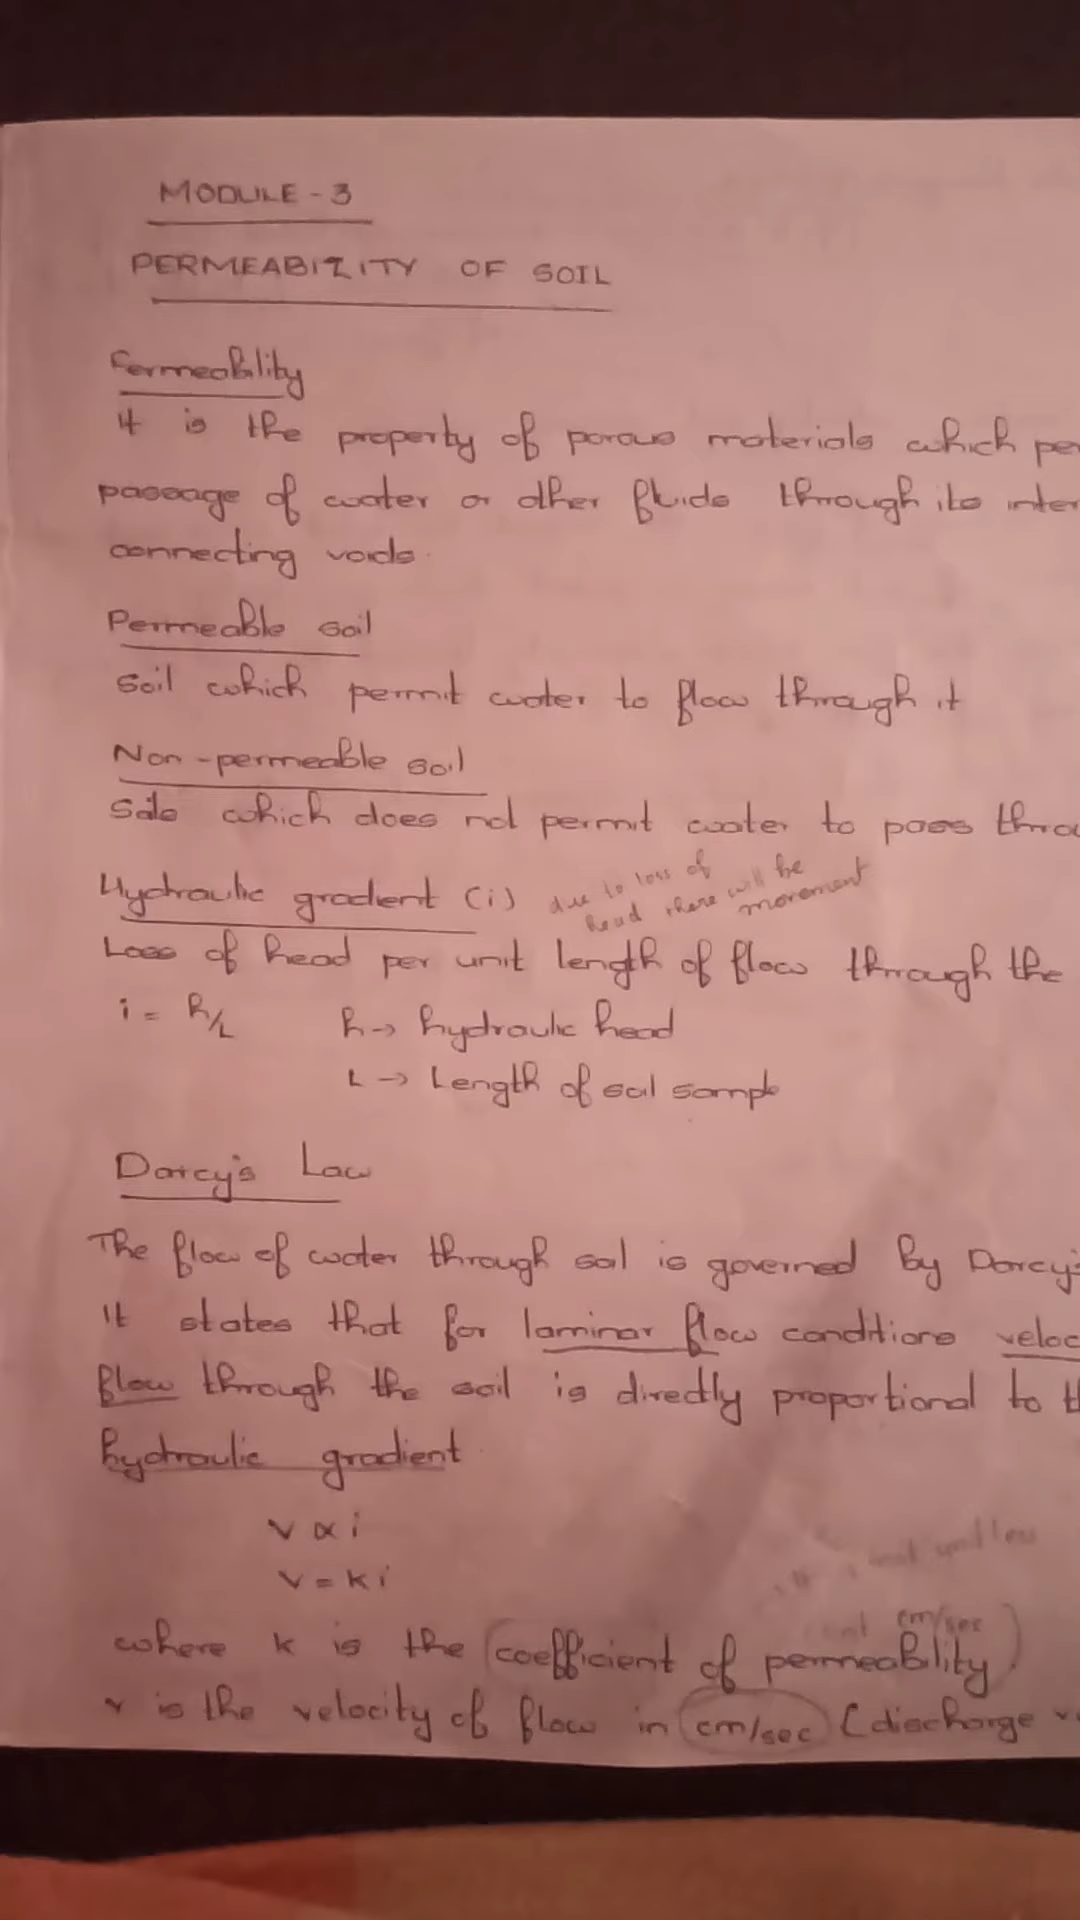 MODULE - 3
PERMEABILITY OF SOIL
Permeability
It is the property of porous materials which pe
passage of water or other fluids through its inter
connecting voids.
Permeable soil
Soil which permit water to flow through it
Non-permeable soil
Soils which does not permit water to pass throu
Hydraulic gradient (i) due to loss of
head there will be
movement
Loss of head per unit length of flow through the
i = h/L h → hydraulic head
L → Length of soil sample
Darcy's Law
The flow of water through soil is governed by Darcy's
It states that for laminar flow conditions veloc
flow through the soil is directly proportional to th
hydraulic gradient
v ∝ i
v = ki
cm/sec
where k is the coefficient of permeability
v is the velocity of flow in cm/sec (discharge v